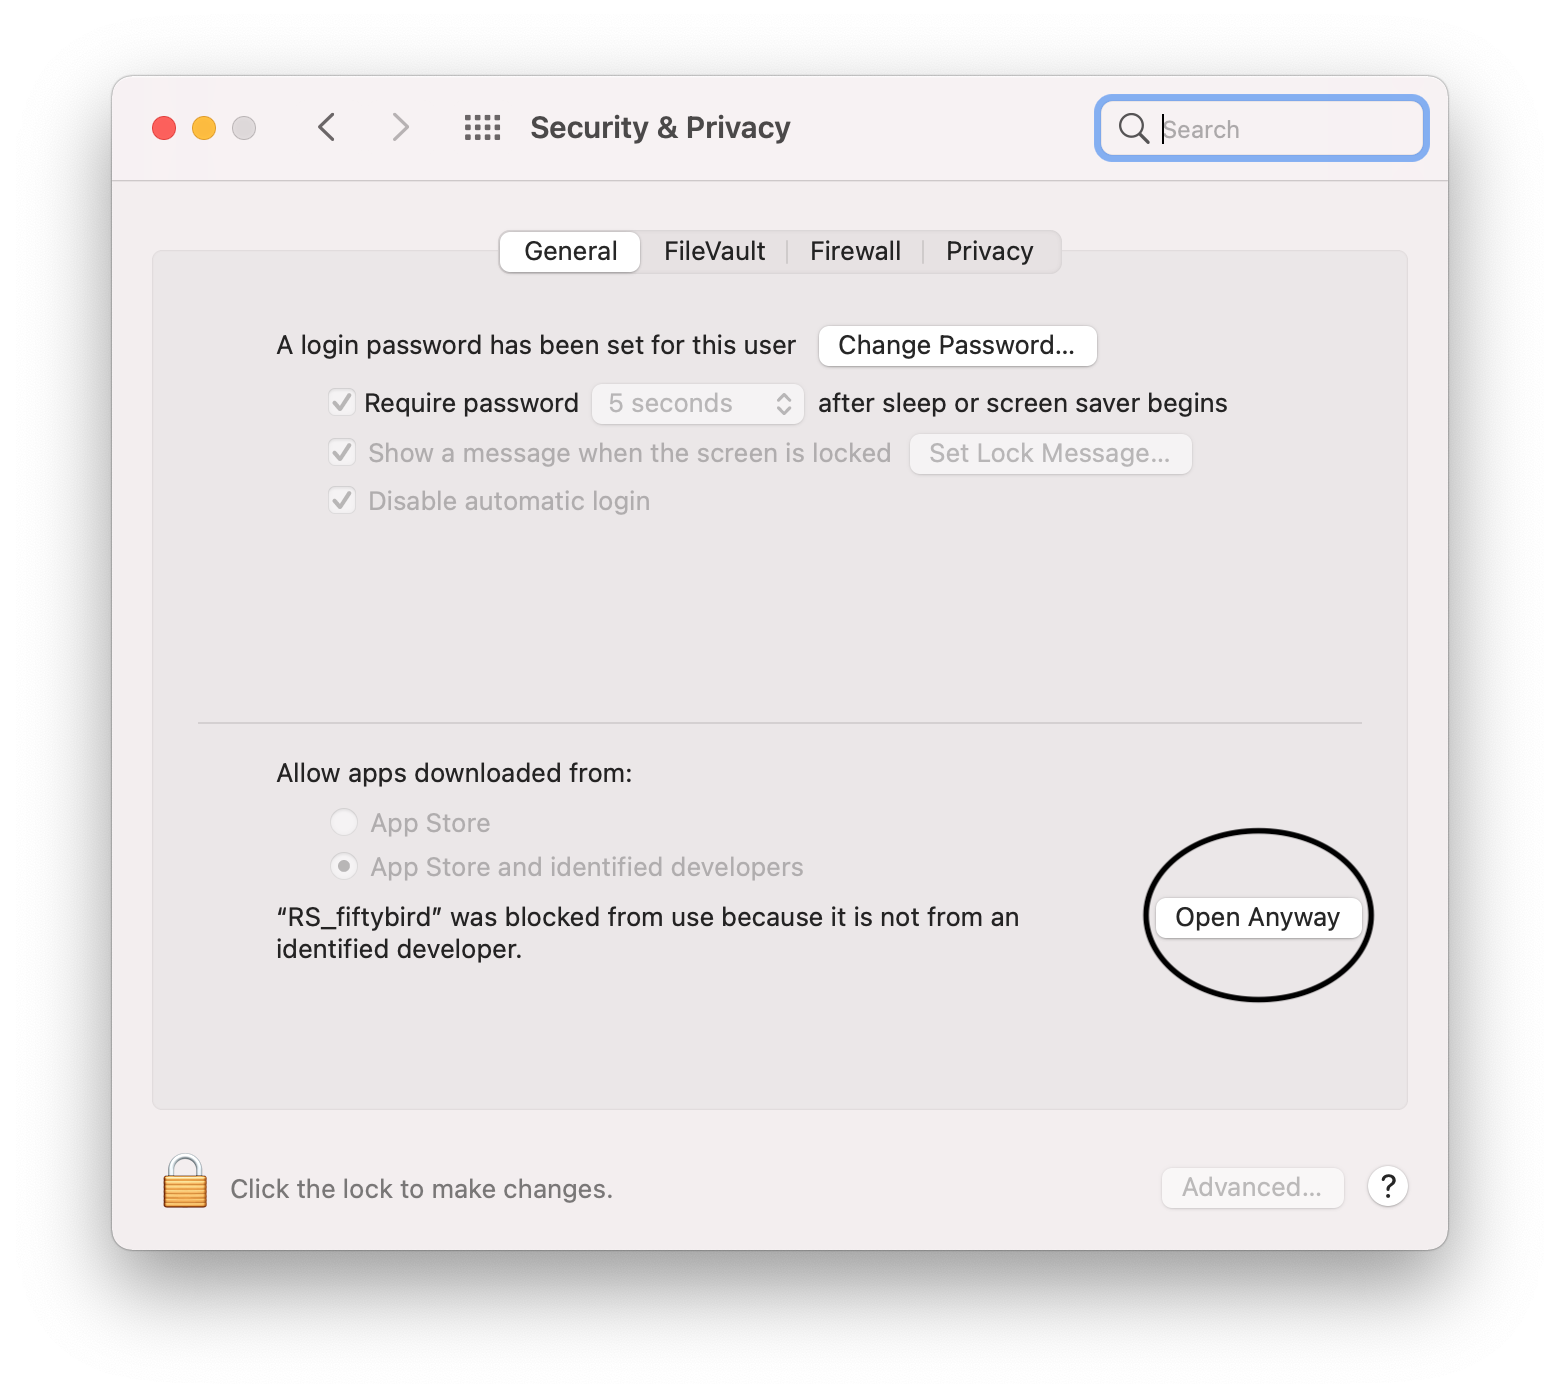 Security & Privacy
Search
General
FileVault
Firewall
Privacy
A login password has been set for this user
Change Password...
Require password
5 seconds
after sleep or screen saver begins
Show a message when the screen is locked
Set Lock Message...
Disable automatic login
Allow apps downloaded from:
App Store
App Store and identified developers
“RS_fiftybird” was blocked from use because it is not from an
identified developer.
Open Anyway
Click the lock to make changes.
Advanced...
?